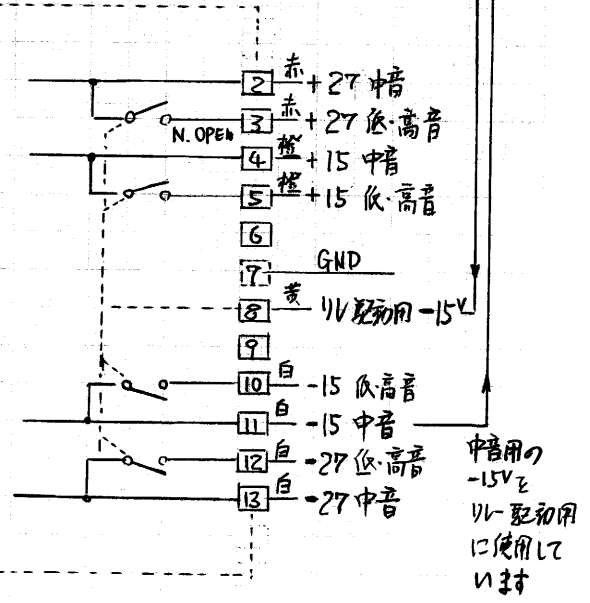 2 赤 +27 中音
3 赤 +27 低・高音
N.OPEN
4 橙 +15 中音
5 橙 +15 低・高音
6
7 GND
8 黄 リレ駆動用 -15V
9
10 白 -15 低・高音
11 白 -15 中音
12 白 -27 低・高音
13 白 -27 中音
中音用の
-15Vを
リレー駆動用
に使用して
います